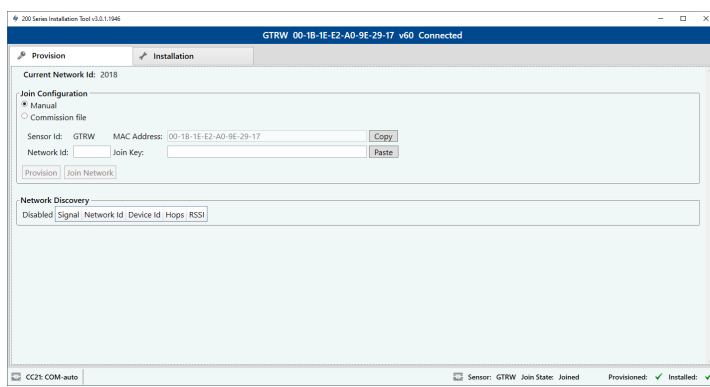 200 Series Installation Tool v3.0.1.1946
GTRW 00-1B-1E-E2-A0-9E-29-17 v60 Connected
Provision
Installation
Current Network Id: 2018
Join Configuration
Manual
Commission file
Sensor Id: GTRW MAC Address: 00-1B-1E-E2-A0-9E-29-17 Copy
Network Id: Join Key: Paste
Provision Join Network
Network Discovery
Disabled Signal Network Id Device Id Hops RSSI
CC21: COM-auto
Sensor: GTRW Join State: Joined Provisioned: ✓ Installed: ✓